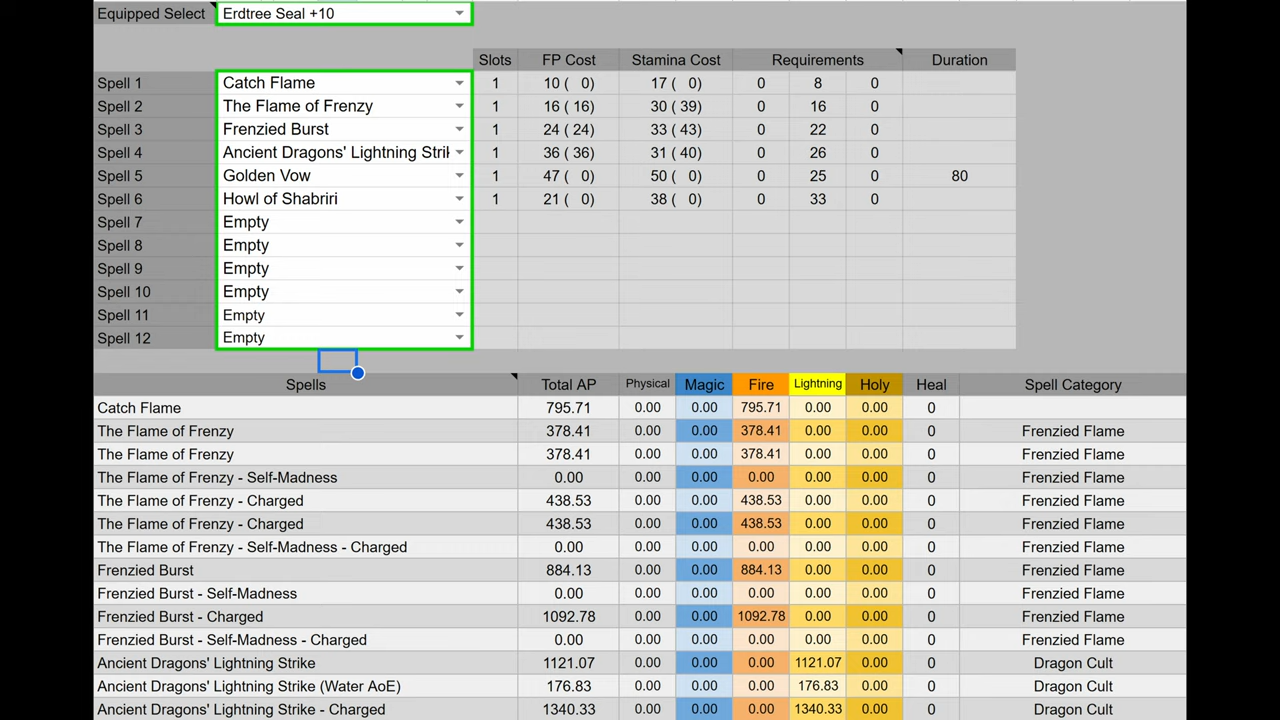 Equipped Select Erdtree Seal +10
Slots FP Cost Stamina Cost Requirements Duration
Spell 1 Catch Flame 1 10 ( 0) 17 ( 0) 0 8 0
Spell 2 The Flame of Frenzy 1 16 (16) 30 (39) 0 16 0
Spell 3 Frenzied Burst 1 24 ( 24) 33 (43) 0 22 0
Spell 4 Ancient Dragons' Lightning Stril 1 36 ( 36) 31 (40) 0 26 0
Spell 5 Golden Vow 1 47 ( 0) 50 ( 0) 0 25 0 80
Spell 6 Howl of Shabriri 1 21 ( 0) 38 ( 0) 0 33 0
Spell 7 Empty
Spell 8 Empty
Spell 9 Empty
Spell 10 Empty
Spell 11 Empty
Spell 12 Empty
Spells Total AP Physical Magic Fire Lightning Holy Heal Spell Category
Catch Flame 795.71 0.00 0.00 795.71 0.00 0.00 0
The Flame of Frenzy 378.41 0.00 0.00 378.41 0.00 0.00 0 Frenzied Flame
The Flame of Frenzy 378.41 0.00 0.00 378.41 0.00 0.00 0 Frenzied Flame
The Flame of Frenzy - Self-Madness 0.00 0.00 0.00 0.00 0.00 0.00 0 Frenzied Flame
The Flame of Frenzy - Charged 438.53 0.00 0.00 438.53 0.00 0.00 0 Frenzied Flame
The Flame of Frenzy - Charged 438.53 0.00 0.00 438.53 0.00 0.00 0 Frenzied Flame
The Flame of Frenzy - Self-Madness - Charged 0.00 0.00 0.00 0.00 0.00 0.00 0 Frenzied Flame
Frenzied Burst 884.13 0.00 0.00 884.13 0.00 0.00 0 Frenzied Flame
Frenzied Burst - Self-Madness 0.00 0.00 0.00 0.00 0.00 0.00 0 Frenzied Flame
Frenzied Burst - Charged 1092.78 0.00 0.00 1092.78 0.00 0.00 0 Frenzied Flame
Frenzied Burst - Self-Madness - Charged 0.00 0.00 0.00 0.00 0.00 0.00 0 Frenzied Flame
Ancient Dragons' Lightning Strike 1121.07 0.00 0.00 0.00 1121.07 0.00 0 Dragon Cult
Ancient Dragons' Lightning Strike (Water AoE) 176.83 0.00 0.00 0.00 176.83 0.00 0 Dragon Cult
Ancient Dragons' Lightning Strike - Charged 1340.33 0.00 0.00 0.00 1340.33 0.00 0 Dragon Cult